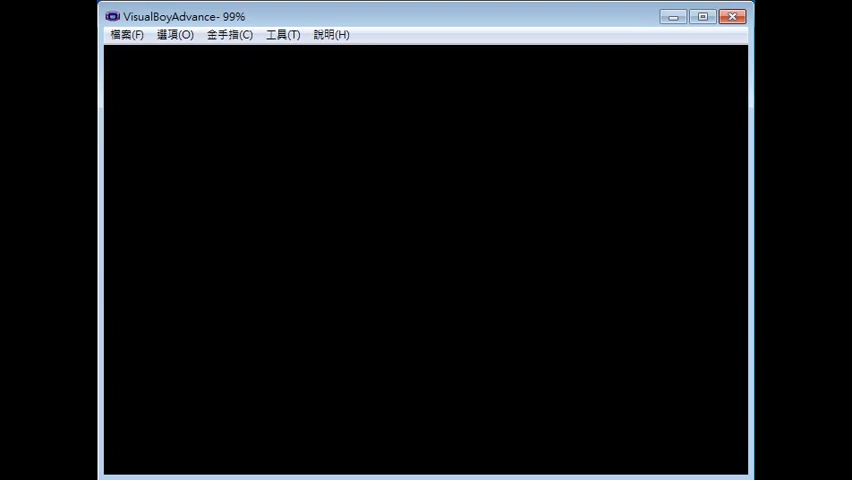 VisualBoyAdvance- 99%
檔案(F) 選項(O) 金手指(C) 工具(T) 說明(H)